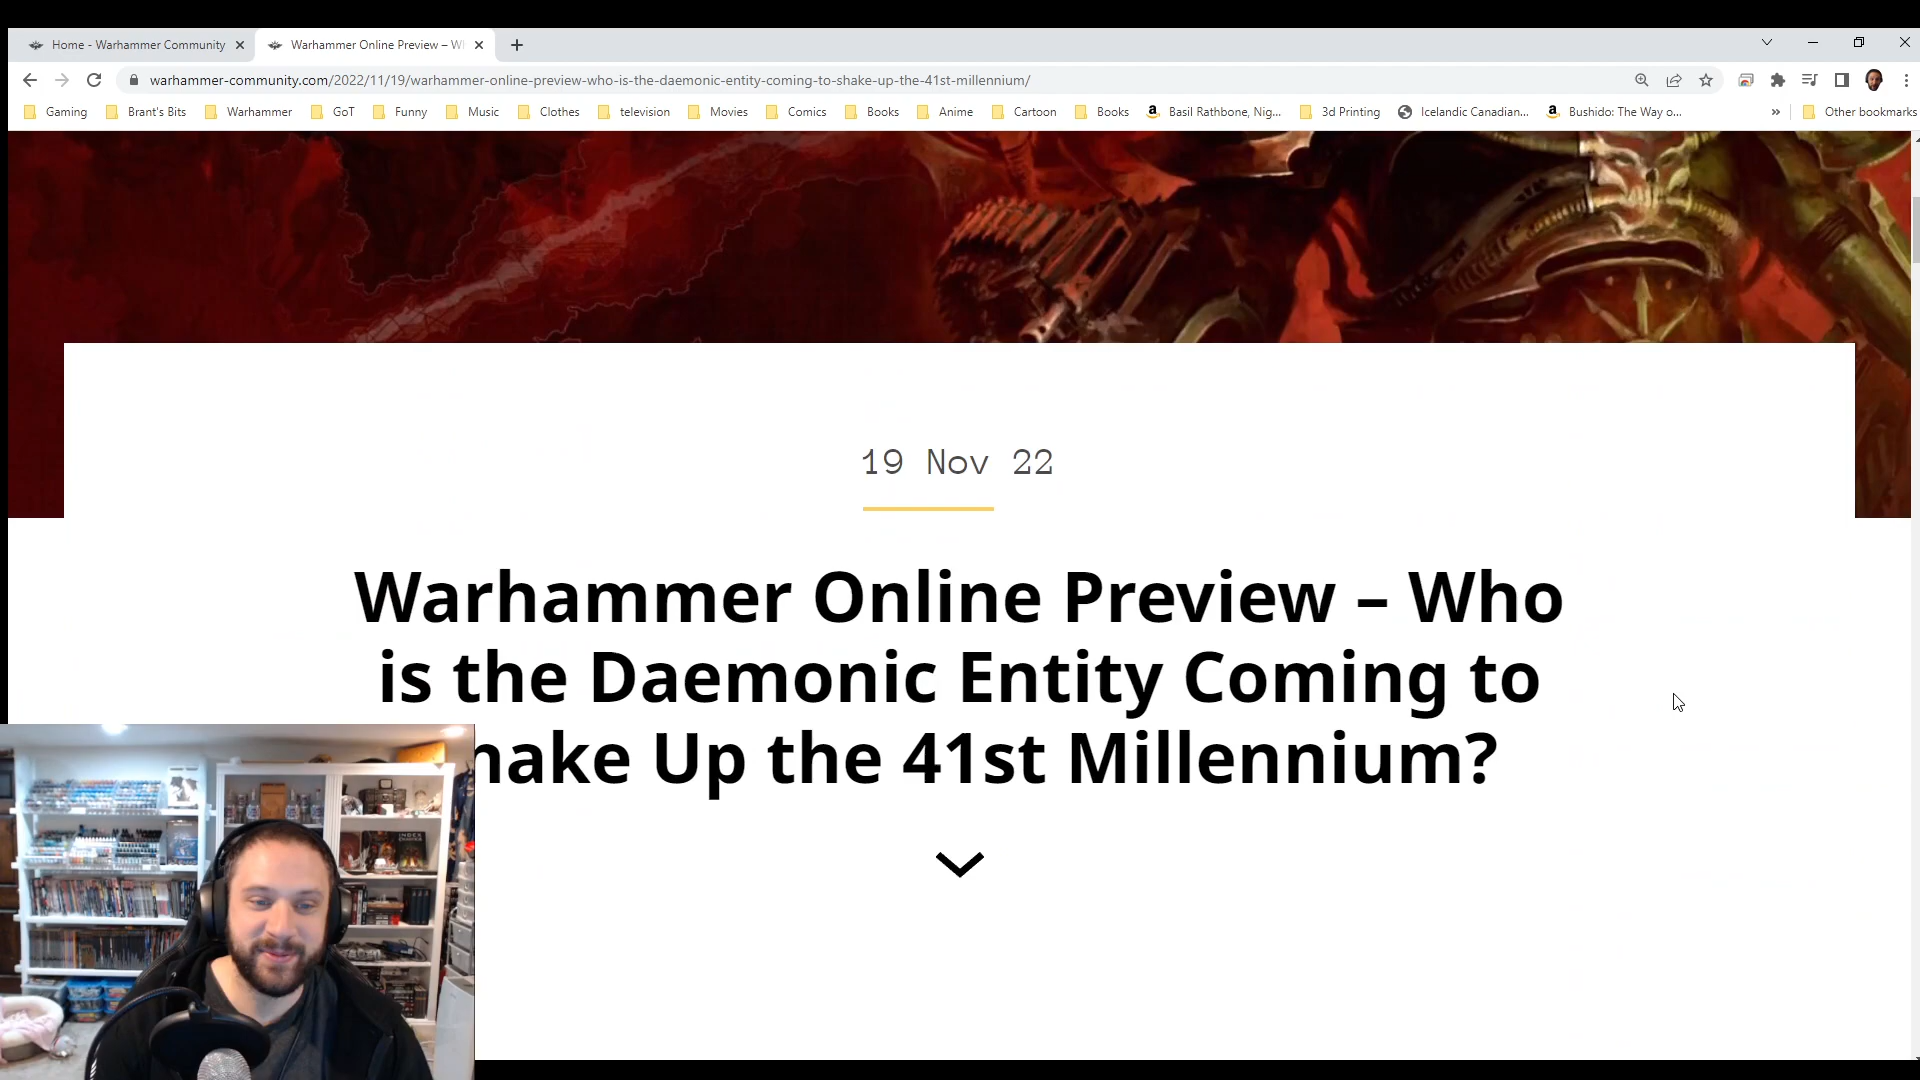 Home - Warhammer Community
Warhammer Online Preview – W
warhammer-community.com/2022/11/19/warhammer-online-preview-who-is-the-daemonic-entity-coming-to-shake-up-the-41st-millennium/
Gaming Brant's Bits Warhammer GoT Funny Music Clothes television Movies Comics Books Anime Cartoon Books Basil Rathbone, Nig... 3d Printing Icelandic Canadian... Bushido: The Way o... » Other bookmarks
19 Nov 22
Warhammer Online Preview – Who
is the Daemonic Entity Coming to
hake Up the 41st Millennium?